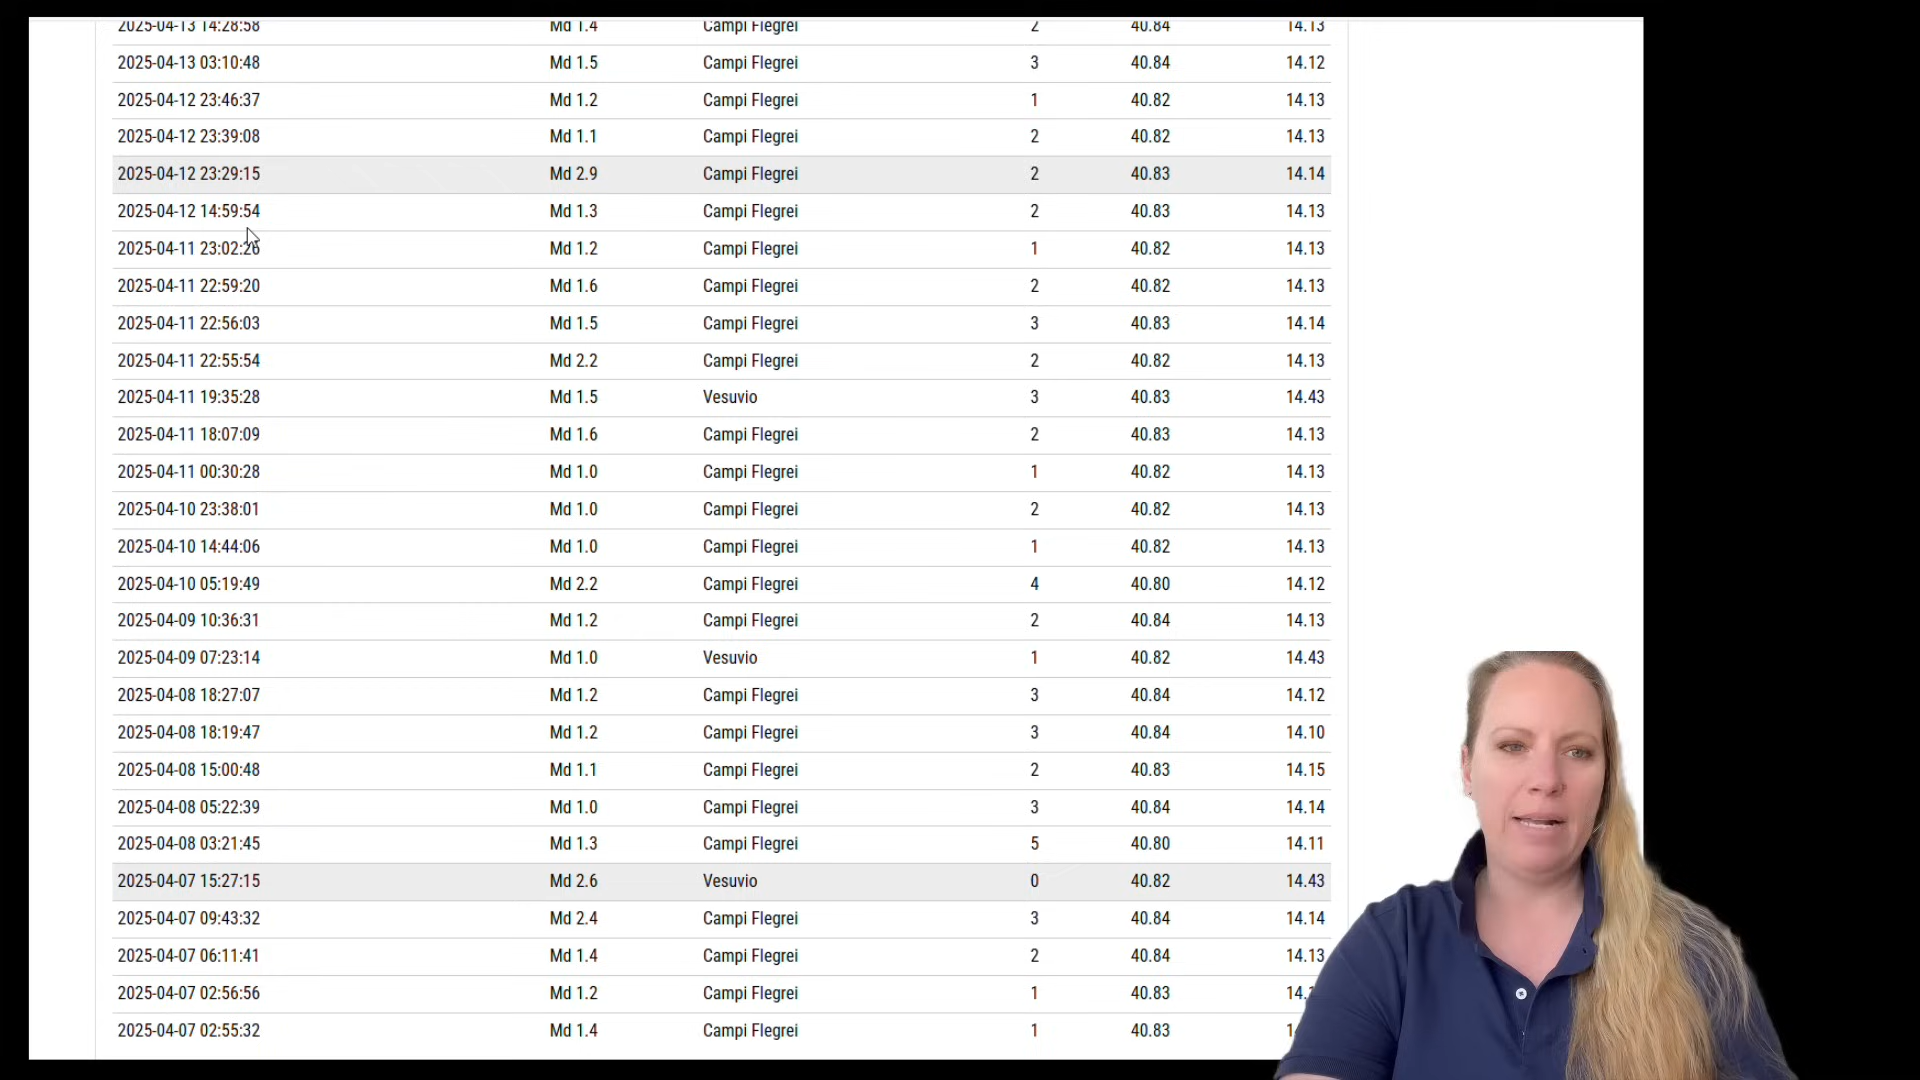 2025-04-13 14:28:58 Md 1.4 Campi Flegrei 2 40.84 14.13
2025-04-13 03:10:48 Md 1.5 Campi Flegrei 3 40.84 14.12
2025-04-12 23:46:37 Md 1.2 Campi Flegrei 1 40.82 14.13
2025-04-12 23:39:08 Md 1.1 Campi Flegrei 2 40.82 14.13
2025-04-12 23:29:15 Md 2.9 Campi Flegrei 2 40.83 14.14
2025-04-12 14:59:54 Md 1.3 Campi Flegrei 2 40.83 14.13
2025-04-11 23:02:26 Md 1.2 Campi Flegrei 1 40.82 14.13
2025-04-11 22:59:20 Md 1.6 Campi Flegrei 2 40.82 14.13
2025-04-11 22:56:03 Md 1.5 Campi Flegrei 3 40.83 14.14
2025-04-11 22:55:54 Md 2.2 Campi Flegrei 2 40.82 14.13
2025-04-11 19:35:28 Md 1.5 Vesuvio 3 40.83 14.43
2025-04-11 18:07:09 Md 1.6 Campi Flegrei 2 40.83 14.13
2025-04-11 00:30:28 Md 1.0 Campi Flegrei 1 40.82 14.13
2025-04-10 23:38:01 Md 1.0 Campi Flegrei 2 40.82 14.13
2025-04-10 14:44:06 Md 1.0 Campi Flegrei 1 40.82 14.13
2025-04-10 05:19:49 Md 2.2 Campi Flegrei 4 40.80 14.12
2025-04-09 10:36:31 Md 1.2 Campi Flegrei 2 40.84 14.13
2025-04-09 07:23:14 Md 1.0 Vesuvio 1 40.82 14.43
2025-04-08 18:27:07 Md 1.2 Campi Flegrei 3 40.84 14.12
2025-04-08 18:19:47 Md 1.2 Campi Flegrei 3 40.84 14.10
2025-04-08 15:00:48 Md 1.1 Campi Flegrei 2 40.83 14.15
2025-04-08 05:22:39 Md 1.0 Campi Flegrei 3 40.84 14.14
2025-04-08 03:21:45 Md 1.3 Campi Flegrei 5 40.80 14.11
2025-04-07 15:27:15 Md 2.6 Vesuvio 0 40.82 14.43
2025-04-07 09:43:32 Md 2.4 Campi Flegrei 3 40.84 14.14
2025-04-07 06:11:41 Md 1.4 Campi Flegrei 2 40.84 14.13
2025-04-07 02:56:56 Md 1.2 Campi Flegrei 1 40.83
2025-04-07 02:55:32 Md 1.4 Campi Flegrei 1 40.83